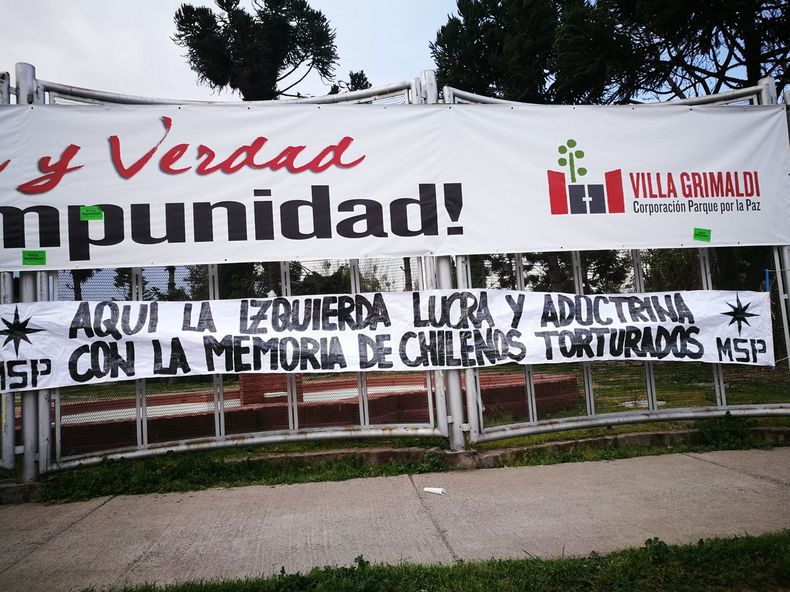 y Verdad
mpunidad!
VILLA GRIMALDI
Corporación Parque por la Paz
AQUI LA IZQUIERDA LUCRA Y ADOCTRINA
CON LA MEMORIA DE CHILENOS TORTURADOS
MSP
MSP